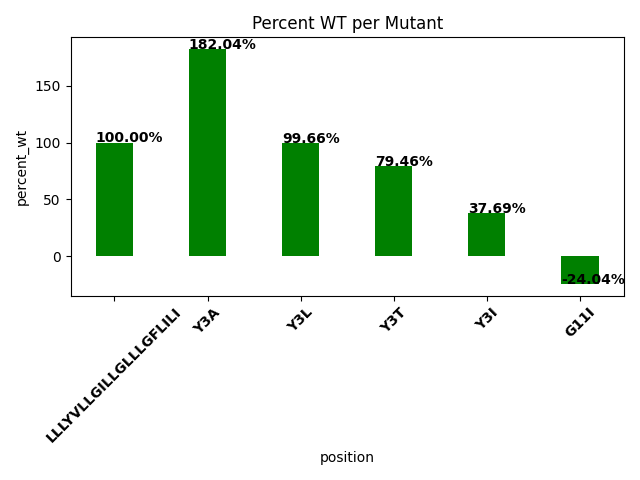 Percent WT per Mutant
182.04%
150
100.00%
99.66%
100
79.46%
50
37.69%
0
-24.04%
percent_wt
LLLYVLLGILLGLLLGFLILI
Y3A
Y3L
Y3T
Y3I
G11I
position